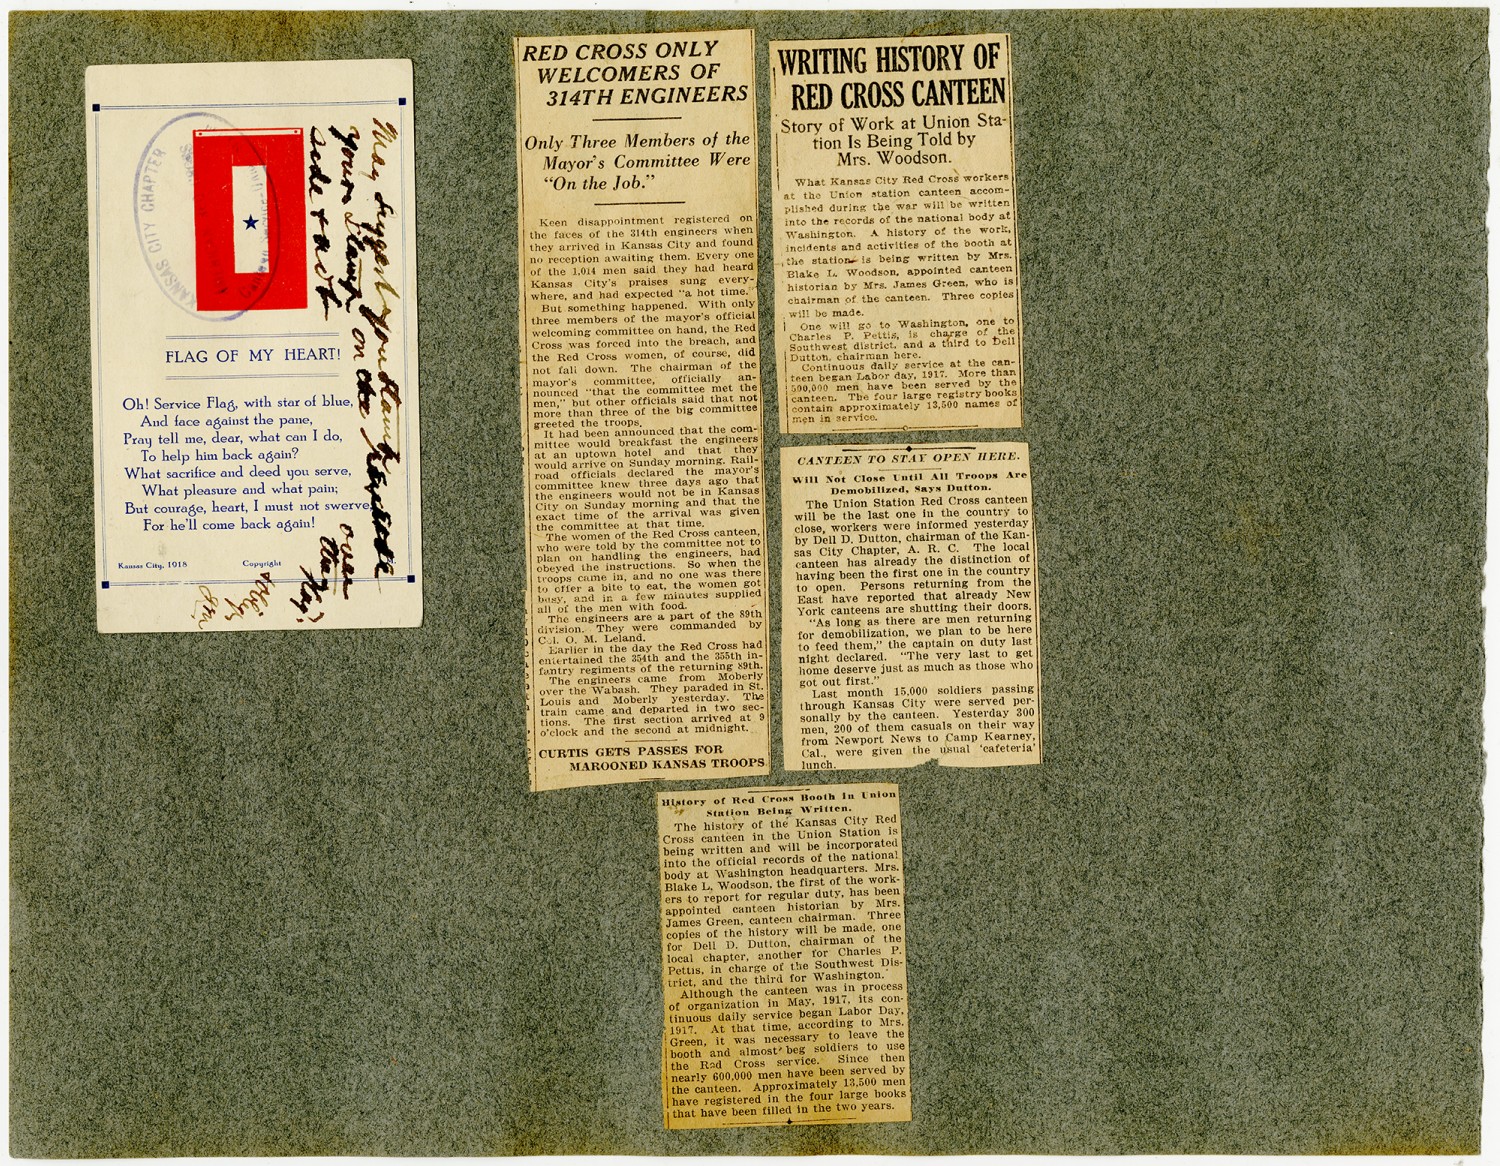 KANSAS CITY CHAPTER
May suggest you stamp
your stamp on one
side & not
over
FLAG OF MY HEART!
Oh! Service Flag, with star of blue,
And face against the pane,
Pray tell me, dear, what can I do,
To help him back again?
What sacrifice and deed you serve,
What pleasure and what pain;
But courage, heart, I must not swerve
For he'll come back again!
Kansas City, 1918 Copyright
RED CROSS ONLY
WELCOMERS OF
314TH ENGINEERS
Only Three Members of the
Mayor's Committee Were
"On the Job."
Keen disappointment registered on
the faces of the 314th engineers when
they arrived in Kansas City and found
no reception awaiting them. Every one
of the 1,014 men said they had heard
Kansas City's praises sung every-
where, and had expected "a hot time."
But something happened. With only
three members of the mayor's official
welcoming committee on hand, the Red
Cross was forced into the breach, and
the Red Cross women, of course, did
not fall down. The chairman of the
mayor's committee, officially an-
nounced "that the committee met the
men," but other officials said that not
more than three of the big committee
greeted the troops.
It had been announced that the com-
mittee would breakfast the engineers
at an uptown hotel and that they
would arrive on Sunday morning. Rail-
road officials declared the mayor's
committee knew three days ago that
the engineers would not be in Kansas
City on Sunday morning and that the
exact time of the arrival was given
the committee at that time.
The women of the Red Cross canteen,
who were told by the committee not to
plan on handling the engineers, had
obeyed the instructions. So when the
troops came in, and no one was there
to offer a bite to eat, the women got
busy, and in a few minutes supplied
all of the men with food.
The engineers are a part of the 89th
division. They were commanded by
Col. O. M. Leland.
Earlier in the day the Red Cross had
entertained the 354th and the 355th in-
fantry regiments of the returning 89th.
The engineers came from Moberly
over the Wabash. They paraded in St.
Louis and Moberly yesterday. The
train came and departed in two sec-
tions. The first section arrived at 9
o'clock and the second at midnight.
CURTIS GETS PASSES FOR
MAROONED KANSAS TROOPS
WRITING HISTORY OF
RED CROSS CANTEEN
Story of Work at Union Sta-
tion Is Being Told by
Mrs. Woodson.
What Kansas City Red Cross workers
at the Union station canteen accom-
plished during the war will be written
into the records of the national body at
Washington. A history of the work,
incidents and activities of the booth at
the station is being written by Mrs.
Blake L. Woodson, appointed canteen
historian by Mrs. James Green, who is
chairman of the canteen. Three copies
will be made.
One will go to Washington, one to
Charles P. Pettis, is charge of the
Southwest district, and a third to Dell
Dutton, chairman here.
Continuous daily service at the can-
teen began Labor day, 1917. More than
590,000 men have been served by the
canteen. The four large registry books
contain approximately 13,500 names of
men in service.
CANTEEN TO STAY OPEN HERE.
Will Not Close Until All Troops Are
Demobilized, Says Dutton.
The Union Station Red Cross canteen
will be the last one in the country to
close, workers were informed yesterday
by Dell D. Dutton, chairman of the Kan-
sas City Chapter, A. R. C. The local
canteen has already the distinction of
having been the first one in the country
to open. Persons returning from the
East have reported that already New
York canteens are shutting their doors.
"As long as there are men returning
for demobilization, we plan to be here
to feed them," the captain on duty last
night declared. "The very last to get
home deserve just as much as those who
got out first."
Last month 15,000 soldiers passing
through Kansas City were served per-
sonally by the canteen. Yesterday 300
men, 200 of them casuals on their way
from Newport News to Camp Kearney,
Cal., were given the usual 'cafeteria'
lunch.
History of Red Cross Booth in Union
Station Being Written.
The history of the Kansas City Red
Cross canteen in the Union Station is
being written and will be incorporated
into the official records of the national
body at Washington headquarters. Mrs.
Blake L. Woodson, the first of the work-
ers to report for regular duty, has been
appointed canteen historian by Mrs.
James Green, canteen chairman. Three
copies of the history will be made, one
for Dell D. Dutton, chairman of the
local chapter, another for Charles P.
Pettis, in charge of the Southwest Dis-
trict, and the third for Washington.
Although the canteen was in process
of organization in May, 1917, its con-
tinuous daily service began Labor Day,
1917. At that time, according to Mrs.
Green, it was necessary to leave the
booth and almost beg soldiers to use
the Red Cross service. Since then
nearly 600,000 men have been served by
the canteen. Approximately 13,500 men
have registered in the four large books
that have been filled in the two years.